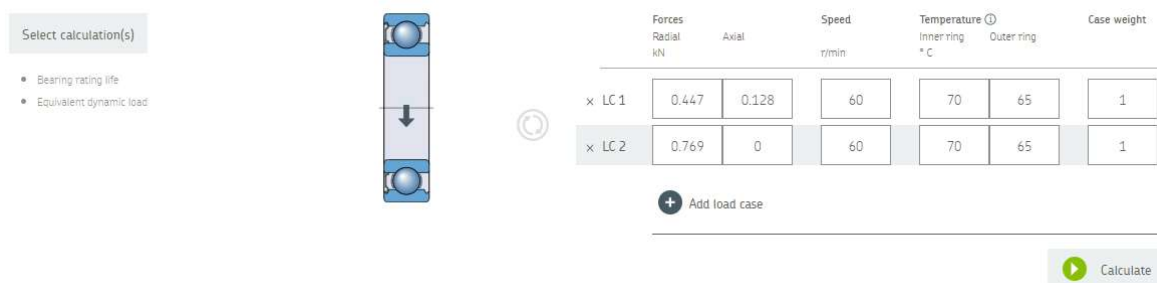 Select calculation(s)
Bearing rating life
Equivalent dynamic load
Forces Speed Temperature ⓘ Case weight
Radial Axial Inner ring Outer ring
kN r/min ° C
× LC 1 0.447 0.128 60 70 65 1
× LC 2 0.769 0 60 70 65 1
+ Add load case
Calculate